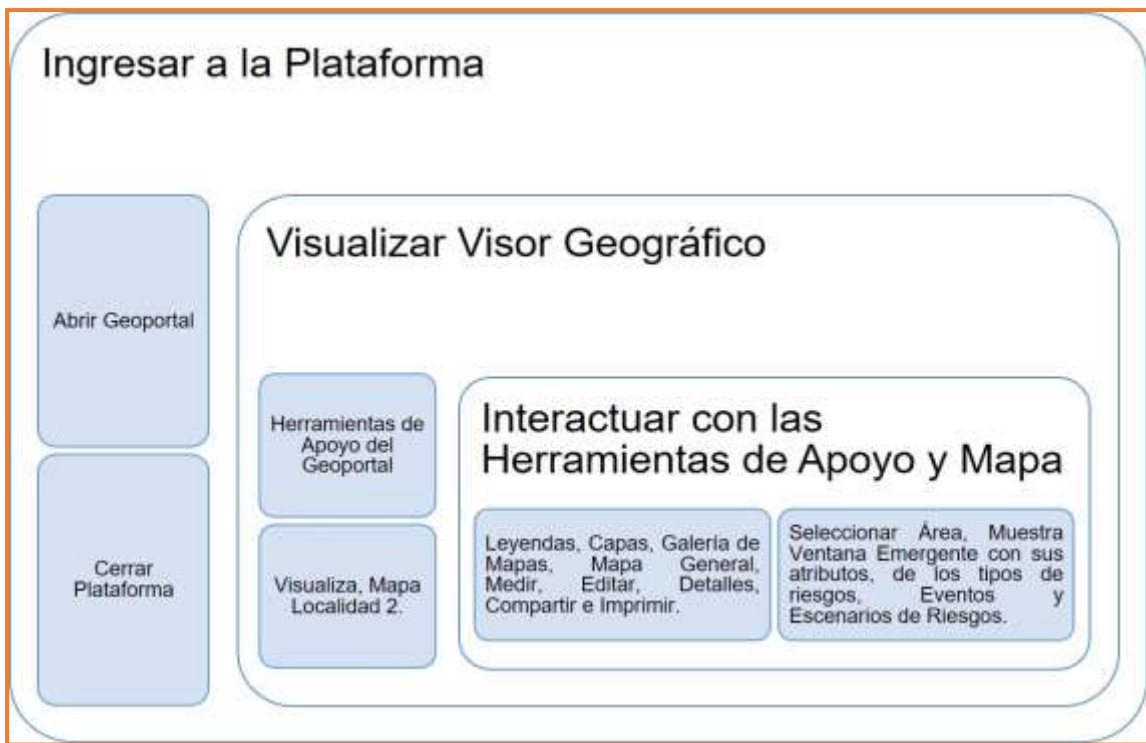 Ingresar a la Plataforma
Abrir Geoportal
Cerrar
Plataforma
Visualizar Visor Geográfico
Herramientas de
Apoyo del
Geoportal
Visualiza, Mapa
Localidad 2.
Interactuar con las
Herramientas de Apoyo y Mapa
Leyendas, Capas, Galería de
Mapas, Mapa General,
Medir, Editar, Detalles,
Compartir e Imprimir.
Seleccionar Área, Muestra
Ventana Emergente con sus
atributos, de los tipos de
riesgos, Eventos y
Escenarios de Riesgos.